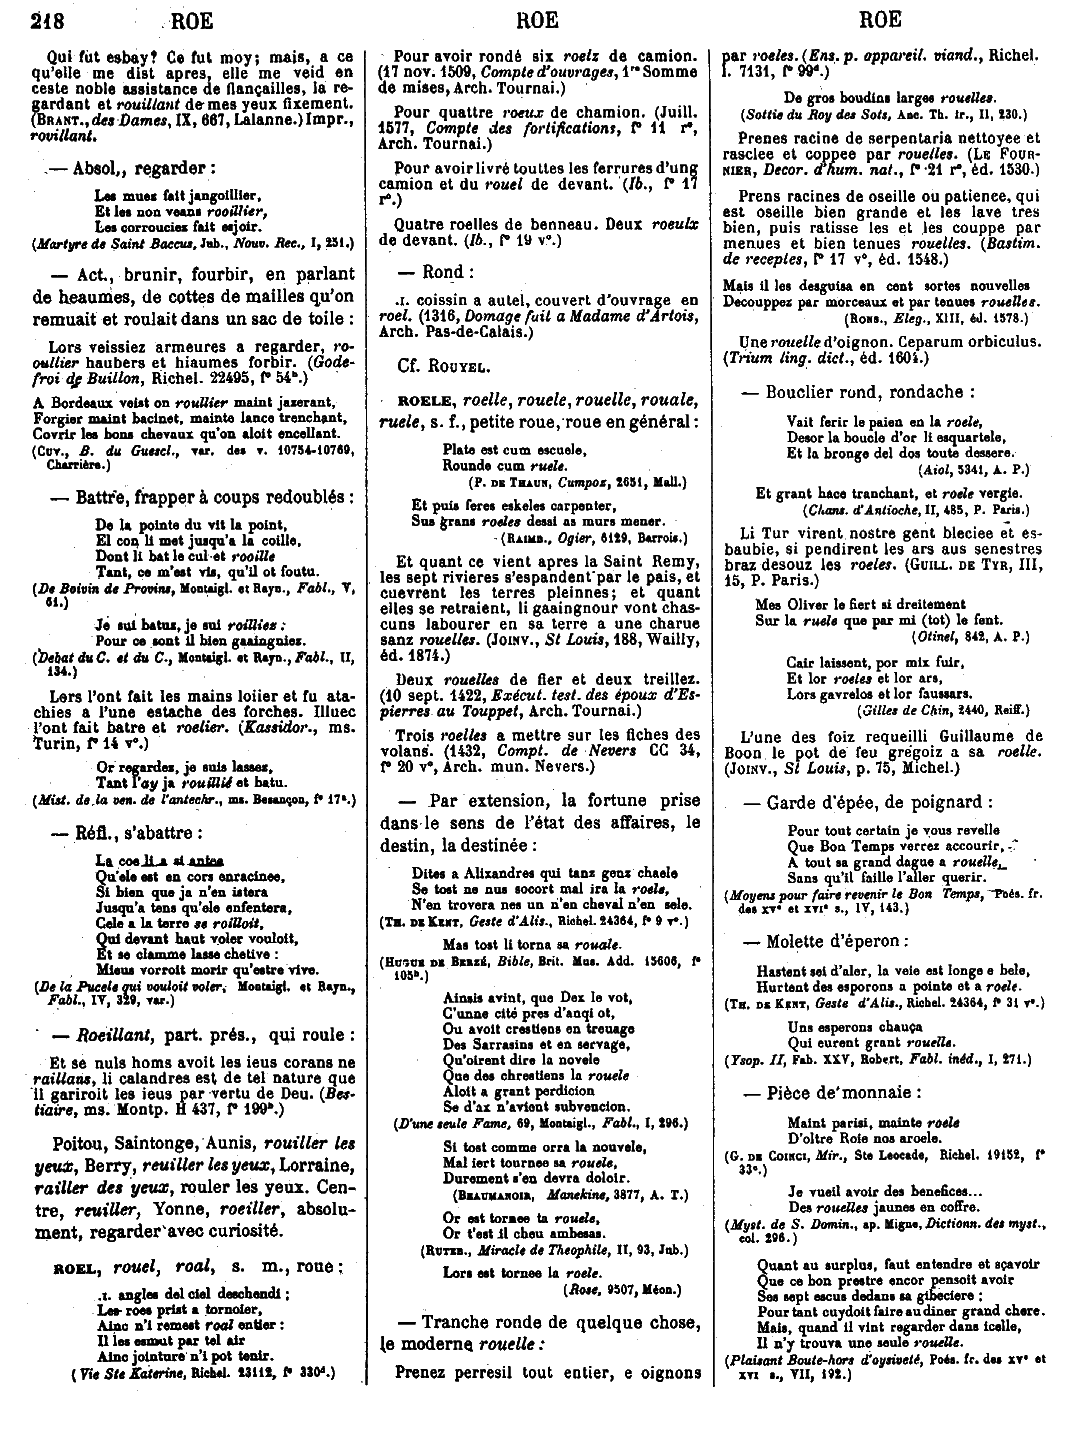 218 ROE ROE ROE
Qui fut esbay? Ce fut moy; mais, a ce
qu'elle me dist apres, elle me veid en
ceste noble assistance de fiançailles, la re-
gardant et rouillant de mes yeux fixement.
(BRANT., des Dames, IX, 667, Lalanne.) Impr.,
rovillant.
— Absol,, regarder :
Les mues fait jangoillier,
Et les non veans rooillier,
Les corroucies fait esjoir.
(Martyre de Saint Baccus, Jub., Nouv. Rec., I, 251.)
— Act., brunir, fourbir, en parlant
de heaumes, de cottes de mailles qu'on
remuait et roulait dans un sac de toile :
Lors veissiez armeures a regarder, ro-
oullier haubers et hiaumes forbir. (Gode-
froi de Buillon, Richel. 22495, f° 54ᵇ.)
A Bordeaux veist on roullier maint jazerant,
Forgier maint bacinet, mainte lance trenchant,
Covrir les bons chevaux qu'on aloit encellant.
(CUV., B. du Guescl., var. des v. 10754-10769,
Charrière.)
— Battre, frapper à coups redoublés :
De la pointe du vit la point,
El con li met jusqu'a la coille,
Dont li bat le cul et rooille
Tant, ce m'est vis, qu'il ot foutu.
(De Boivin de Provins, Montaigl. et Rayn., Fabl., V,
61.)
Je sui batus, je sui roillies :
Pour ce sont il bien gaaingnies.
(Debat du C. et du C., Montaigl. et Rayn., Fabl., II,
134.)
Lers l'ont fait les mains loiier et fu ata-
chies a l'une estache des forches. Illuec
l'ont fait batre et roelier. (Kassidor., ms.
Turin, f° 14 v°.)
Or regardez, je suis lassez,
Tant l'ay ja rouillié et batu.
(Mist. de la ven. de l'antechr., ms. Besançon, f° 17ᵃ.)
— Réfl., s'abattre :
La cose li a si antee
Qu'ele est en cors enracinee,
Si bien que ja n'en istera
Jusqu'a tens qu'ele enfentera,
Cele a la terre se roilloit,
Qui devant haut voler vouloit,
Et se clamme lasse chetive :
Mieus vorroit morir qu'estre vive.
(De la Pucele qui vouloit voler, Montaigl. et Rayn.,
Fabl., IV, 329, var.)
— Roeillant, part. prés., qui roule :
Et se nuls homs avoit les ieus corans ne
raillans, li calandres est de tel nature que
il gariroit les ieus par vertu de Deu. (Bes-
tiaire, ms. Montp. H 437, f° 199ᵃ.)
Poitou, Saintonge, Aunis, rouiller les
yeux, Berry, reuiller les yeux, Lorraine,
railler des yeux, rouler les yeux. Cen-
tre, reuiller, Yonne, roeiller, absolu-
ment, regarder avec curiosité.
ROEL, rouel, roal, s. m., roue :
.I. angles del ciel deschendi ;
Les roes prist a tornoier,
Ainc n'i remest roal entier :
Il les esmut par tel air
Ainc jointure n'i pot tenir.
(Vie Ste Katerine, Richel. 23112, f° 330ᵈ.)
Pour avoir rondé six roelz de camion.
(17 nov. 1509, Compte d'ouvrages, 1ʳᵉ Somme
de mises, Arch. Tournai.)
Pour quattre roeux de chamion. (Juill.
1577, Compte des fortifications, f° 11 r°,
Arch. Tournai.)
Pour avoir livré touttes les ferrures d'ung
camion et du rouel de devant. (Ib., f° 17
r°.)
Quatre roelles de benneau. Deux roeulx
de devant. (Ib., f° 19 v°.)
— Rond :
.I. coissin a autel, couvert d'ouvrage en
roel. (1316, Domage fait a Madame d'Artois,
Arch. Pas-de-Calais.)
Cf. ROUYEL.
ROELE, roelle, rouele, rouelle, rouale,
ruele, s. f., petite roue, roue en général :
Plate est cum escuele,
Rounde cum ruele.
(P. DE THAUN, Cumpoz, 2651, Mall.)
Et puis feres eskeles carpenter,
Sus grans roeles desci as murs mener.
(RAIMB., Ogier, 6129, Barrois.)
Et quant ce vient apres la Saint Remy,
les sept rivieres s'espandent par le pais, et
cuevrent les terres pleinnes; et quant
elles se retraient, li gaaingnour vont chas-
cuns labourer en sa terre a une charue
sanz rouelles. (JOINV., St Louis, 188, Wailly,
éd. 1874.)
Deux rouelles de fier et deux treillez.
(10 sept. 1422, Exécut. test. des époux d'Es-
pierres au Touppet, Arch. Tournai.)
Trois roelles a mettre sur les fiches des
volans. (1432, Compt. de Nevers CC 34,
f° 20 v°, Arch. mun. Nevers.)
— Par extension, la fortune prise
dans le sens de l'état des affaires, le
destin, la destinée :
Dites a Alixandres qui tanz genz chaele
Se tost ne nus socort mal ira la roele,
N'en trovera nes un n'en cheval n'en sele.
(TH. DE KENT, Geste d'Alis., Richel. 24364, f° 9 v°.)
Mas tost li torna sa rouale.
(HUGUE DE BERZÉ, Bible, Brit. Mus. Add. 15606, f°
105ᵇ.)
Ainsis avint, que Dex le vot,
C'unne cité pres d'anqi ot,
Ou avoit crestiens en treuage
Des Sarrasins et en servage,
Qu'oirent dire la novele
Que des chrestiens la rouele
Aloit a grant perdicion
Se d'ax n'avient subvencion.
(D'une seule Fame, 69, Montaigl., Fabl., I, 296.)
Si tost comme orra la nouvele,
Mal iert tournee sa rouele,
Durement s'en devra doloir.
(BEAUMANOIR, Manekine, 3877, A. T.)
Or est tornee ta rouele,
Or t'est il cheu ambesas.
(RUTEB., Miracle de Theophile, II, 93, Jub.)
Lors est tornee la roele.
(Rose, 9507, Méon.)
— Tranche ronde de quelque chose,
le moderne rouelle :
Prenez perresil tout entier, e oignons
par roeles. (Ens. p. appareil. viand., Richel.
l. 7131, f° 99ᵈ.)
De gros boudins larges rouelles.
(Sottie du Roy des Sots, Anc. Th. fr., II, 230.)
Prenes racine de serpentaria nettoyee et
rasclee et coppee par rouelles. (LE FOUR-
NIER, Decor. d'hum. nat., f° 21 r°, éd. 1530.)
Prens racines de oseille ou patience, qui
est oseille bien grande et les lave tres
bien, puis ratisse les et les couppe par
menues et bien tenues rouelles. (Bastim.
de receptes, f° 17 v°, éd. 1548.)
Mais il les desguisa en cent sortes nouvelles
Decouppez par morceaux et par tenues rouelles.
(RONS., Eleg., XIII, éd. 1578.)
Une rouelle d'oignon. Ceparum orbiculus.
(Trium ling. dict., éd. 1604.)
— Bouclier rond, rondache :
Vait ferir le paien en la roele,
Desor la boucle d'or li esquartele,
Et la bronge del dos toute dessere.
(Aiol, 5341, A. P.)
Et grant hace tranchant, et roele vergie.
(Chans. d'Antioche, II, 485, P. Paris.)
Li Tur virent nostre gent bleciee et es-
baubie, si pendirent les ars aus senestres
braz desouz les roeles. (GUILL. DE TYR, III,
15, P. Paris.)
Mes Oliver le fiert si dreitement
Sur la ruele que par mi (tot) le fent.
(Otinel, 842, A. P.)
Cair laissent, por mix fuir,
Et lor roeles et lor ars,
Lors gavrelos et lor faussars.
(Gilles de Chin, 2440, Reiff.)
L'une des foiz requeilli Guillaume de
Boon le pot de feu grégoiz a sa roelle.
(JOINV., St Louis, p. 75, Michel.)
— Garde d'épée, de poignard :
Pour tout certain je vous revelle
Que Bon Temps verrez accourir,
A tout sa grand dague a rouelle,
Sans qu'il faille l'aller querir.
(Moyens pour faire revenir le Bon Temps, Poés. fr.
des XVᵉ et XVIᵉ s., IV, 143.)
— Molette d'éperon :
Hastent sei d'aler, la veie est longe e bele,
Hurtent des esporons a pointe et a roele.
(TH. DE KENT, Geste d'Alis., Richel. 24364, f° 31 v°.)
Uns esperons chauça
Qui eurent grant rouelle.
(Ysop. II, Fab. XXV, Robert, Fabl. inéd., I, 271.)
— Pièce de monnaie :
Maint parisi, mainte roele
D'oltre Roie nos aroele.
(G. DE COINCI, Mir., Ste Leocade, Richel. 19152, f°
33ᵉ.)
Je vueil avoir des benefices...
Des rouelles jaunes en coffre.
(Myst. de S. Domin., ap. Migne, Dictionn. des myst.,
col. 296.)
Quant au surplus, faut entendre et sçavoir
Que ce bon prestre encor pensoit avoir
Ses sept escus dedans sa gibeciere ;
Pour tant cuydoit faire au diner grand chere.
Mais, quand il vint regarder dans icelle,
Il n'y trouva une seule rouelle.
(Plaisant Boute-hors d'oysiveté, Poés. fr. des XVᵉ et
XVI s., VII, 192.)